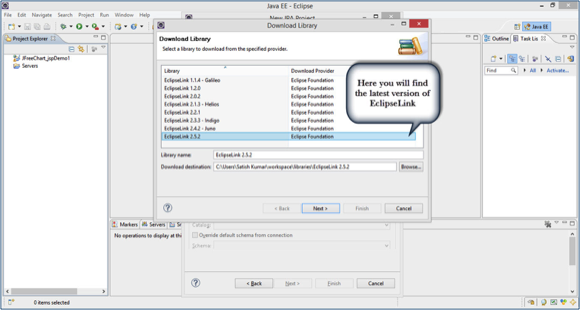 Java EE - Eclipse
File Edit Navigate Search Project Run Window Help
New JPA Project
Download Library
Java EE
Project Explorer
JFreeChart_jspDemo1
Servers
Download Library
Select a library to download from the specified provider.
Library Download Provider
EclipseLink 1.1.4 - Galileo Eclipse Foundation
EclipseLink 1.2.0 Eclipse Foundation
EclipseLink 2.0.2 Eclipse Foundation
EclipseLink 2.1.3 - Helios Eclipse Foundation
EclipseLink 2.2.1 Eclipse Foundation
EclipseLink 2.3.3 - Indigo Eclipse Foundation
EclipseLink 2.4.2 - Juno Eclipse Foundation
EclipseLink 2.5.2 Eclipse Foundation
Here you will find
the latest version of
EclipseLink
Library name: EclipseLink 2.5.2
Download destination: C:\Users\Satish Kumar\workspace\libraries\EclipseLink 2.5.2 Browse...
? < Back Next > Finish Cancel
Outline Task Lis
Find All Activate...
Markers Servers
No operations to display at th
Catalog:
Override default schema from connection
Schema:
? < Back Next > Finish Cancel
0 items selected